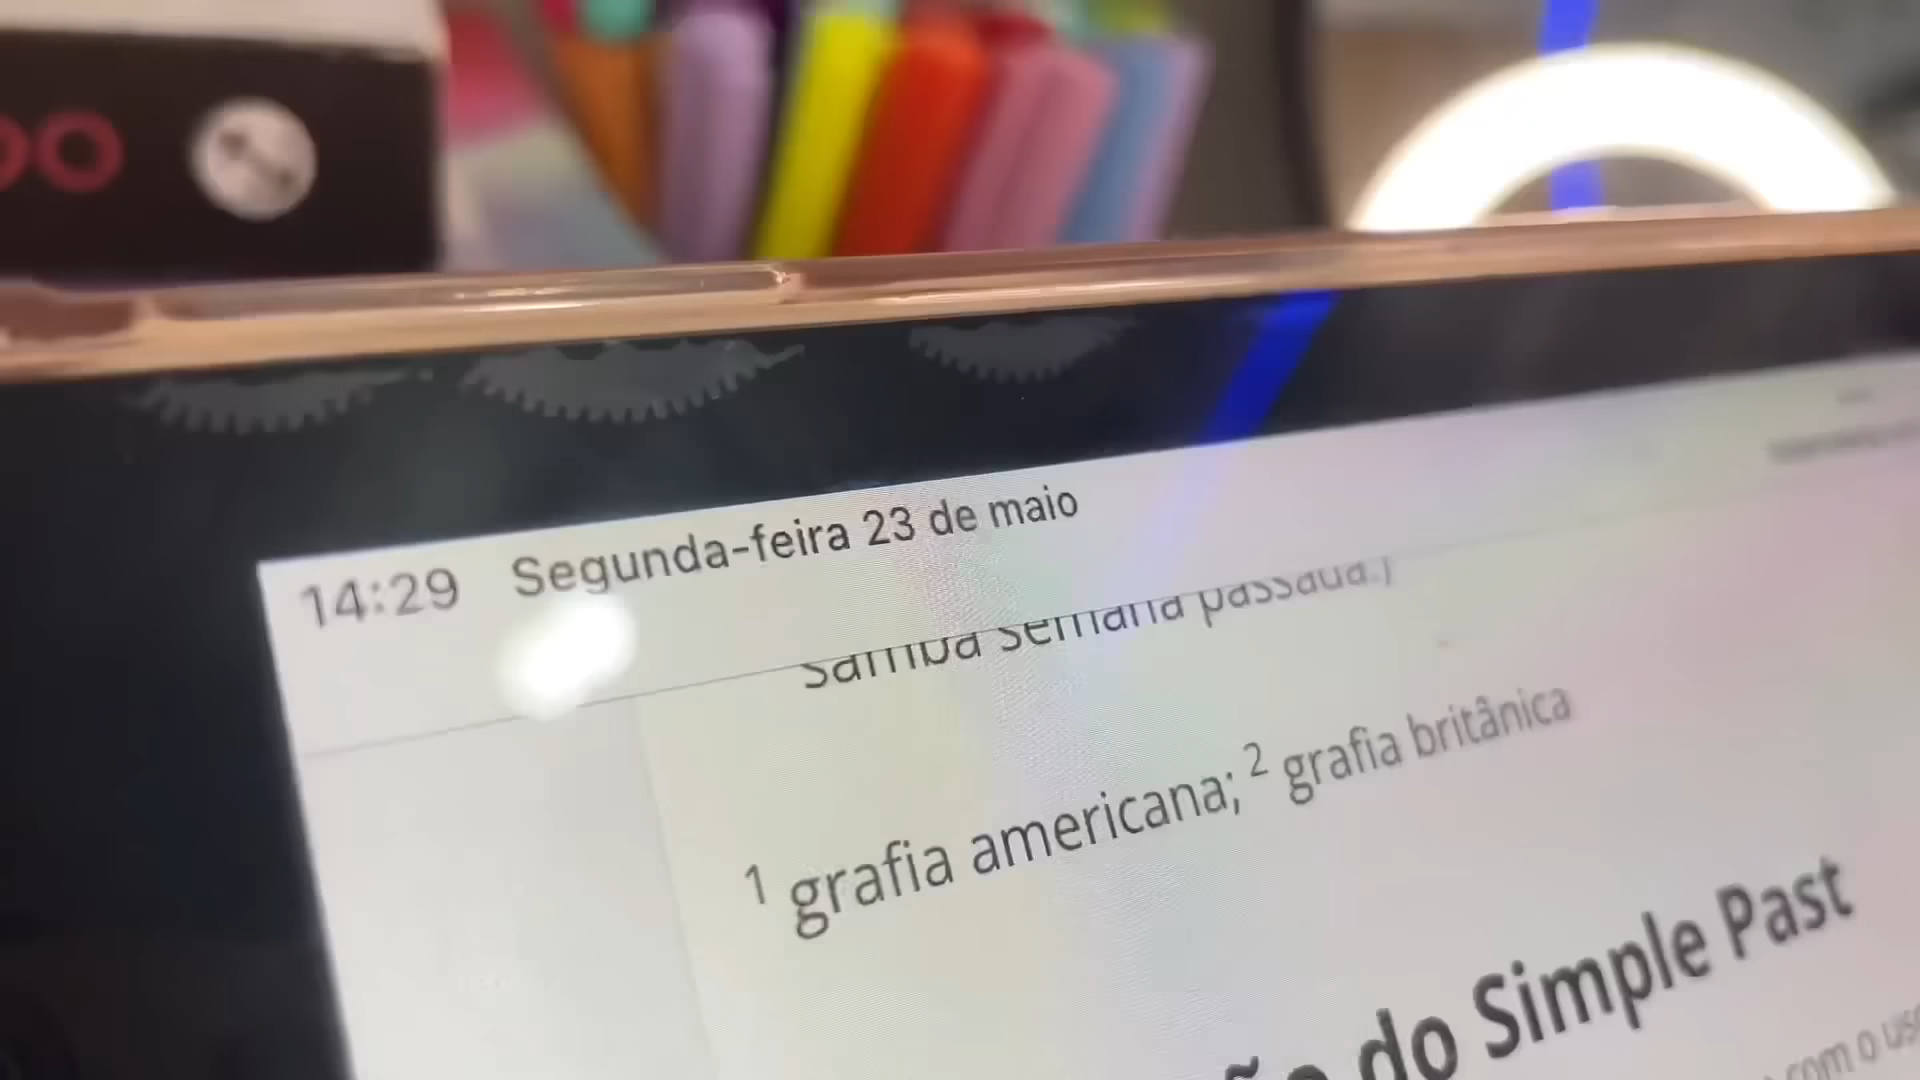 14:29 Segunda-feira 23 de maio
samba semana passada.)
1 grafia americana; 2 grafia britânica
do Simple Past
com o